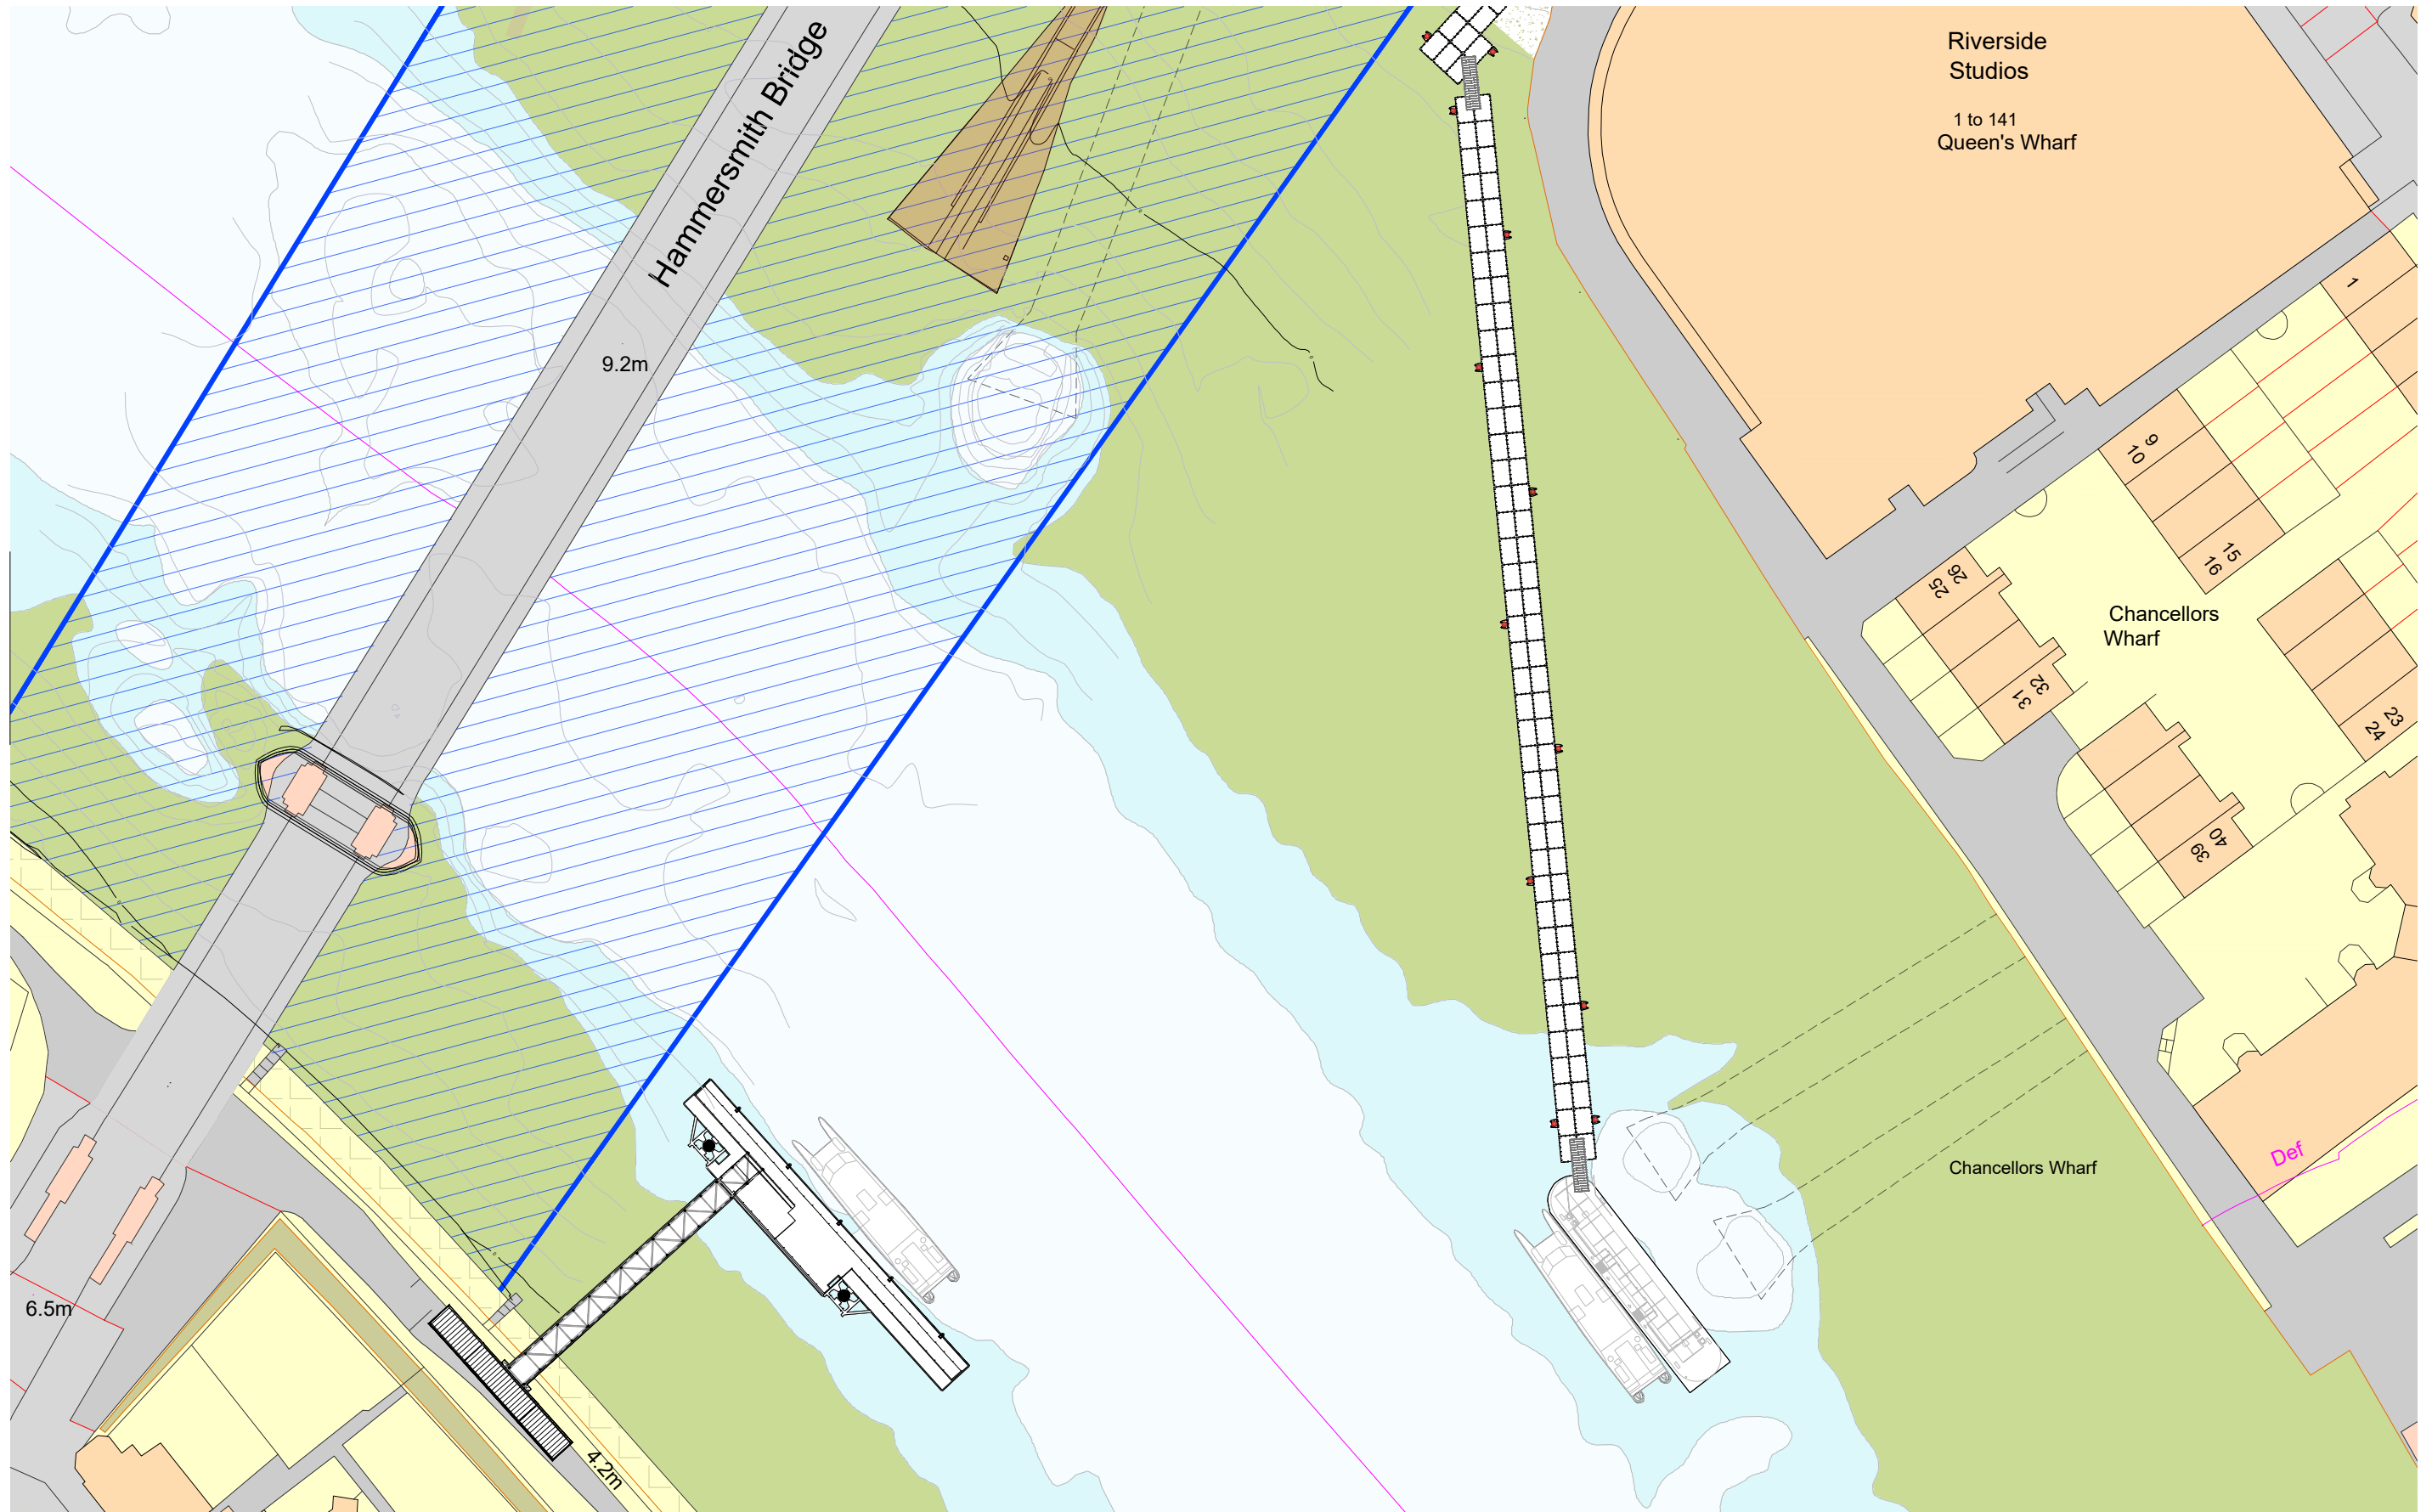 Riverside
Studios
1 to 141
Queen's Wharf
Hammersmith Bridge
9.2m
1
9
10
15
16
26
25
32
31
Chancellors
Wharf
23
24
40
39
Def
Chancellors Wharf
6.5m
4.2m